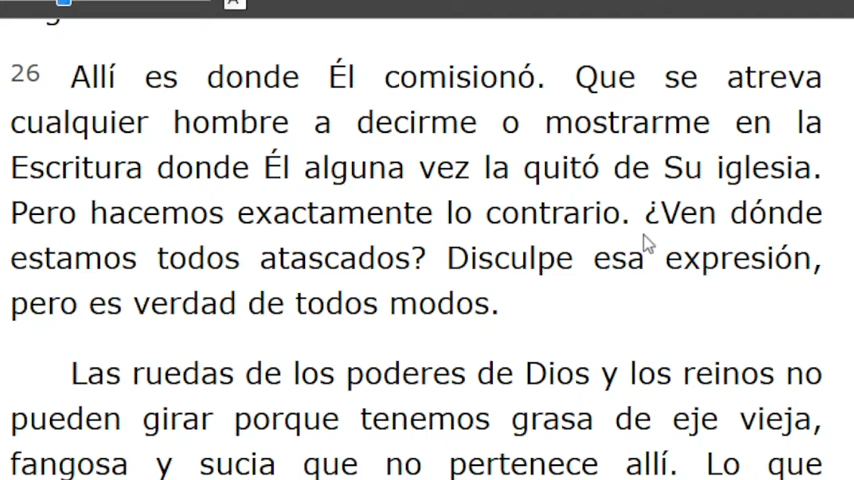 26 Allí es donde Él comisionó. Que se atreva
cualquier hombre a decirme o mostrarme en la
Escritura donde Él alguna vez la quitó de Su iglesia.
Pero hacemos exactamente lo contrario. ¿Ven dónde
estamos todos atascados? Disculpe esa expresión,
pero es verdad de todos modos.
Las ruedas de los poderes de Dios y los reinos no
pueden girar porque tenemos grasa de eje vieja,
fangosa y sucia que no pertenece allí. Lo que